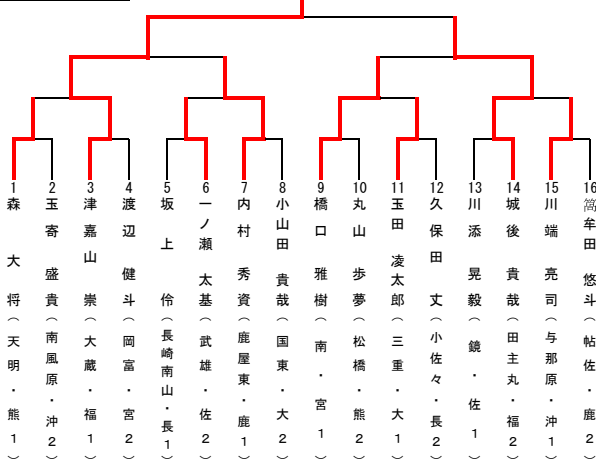 1 森 大将 （天明・熊１）
2 玉寄 盛貴 （南風原・沖２）
3 津嘉山 崇 （大蔵・福１）
4 渡辺 健斗 （岡富・宮２）
5 坂上 伶 （長崎南山・長１）
6 一ノ瀬 太基 （武雄・佐２）
7 内村 秀資 （鹿屋東・鹿１）
8 小山田 貴哉 （国東・大２）
9 橋口 雅樹 （南・宮１）
10 丸山 歩夢 （松橋・熊２）
11 玉田 凌太郎 （三重・大１）
12 久保田 丈 （小佐々・長２）
13 川添 晃毅 （鏡・佐１）
14 城後 貴哉 （田主丸・福２）
15 川端 亮司 （与那原・沖１）
16 篙牟田 悠斗 （帖佐・鹿２）